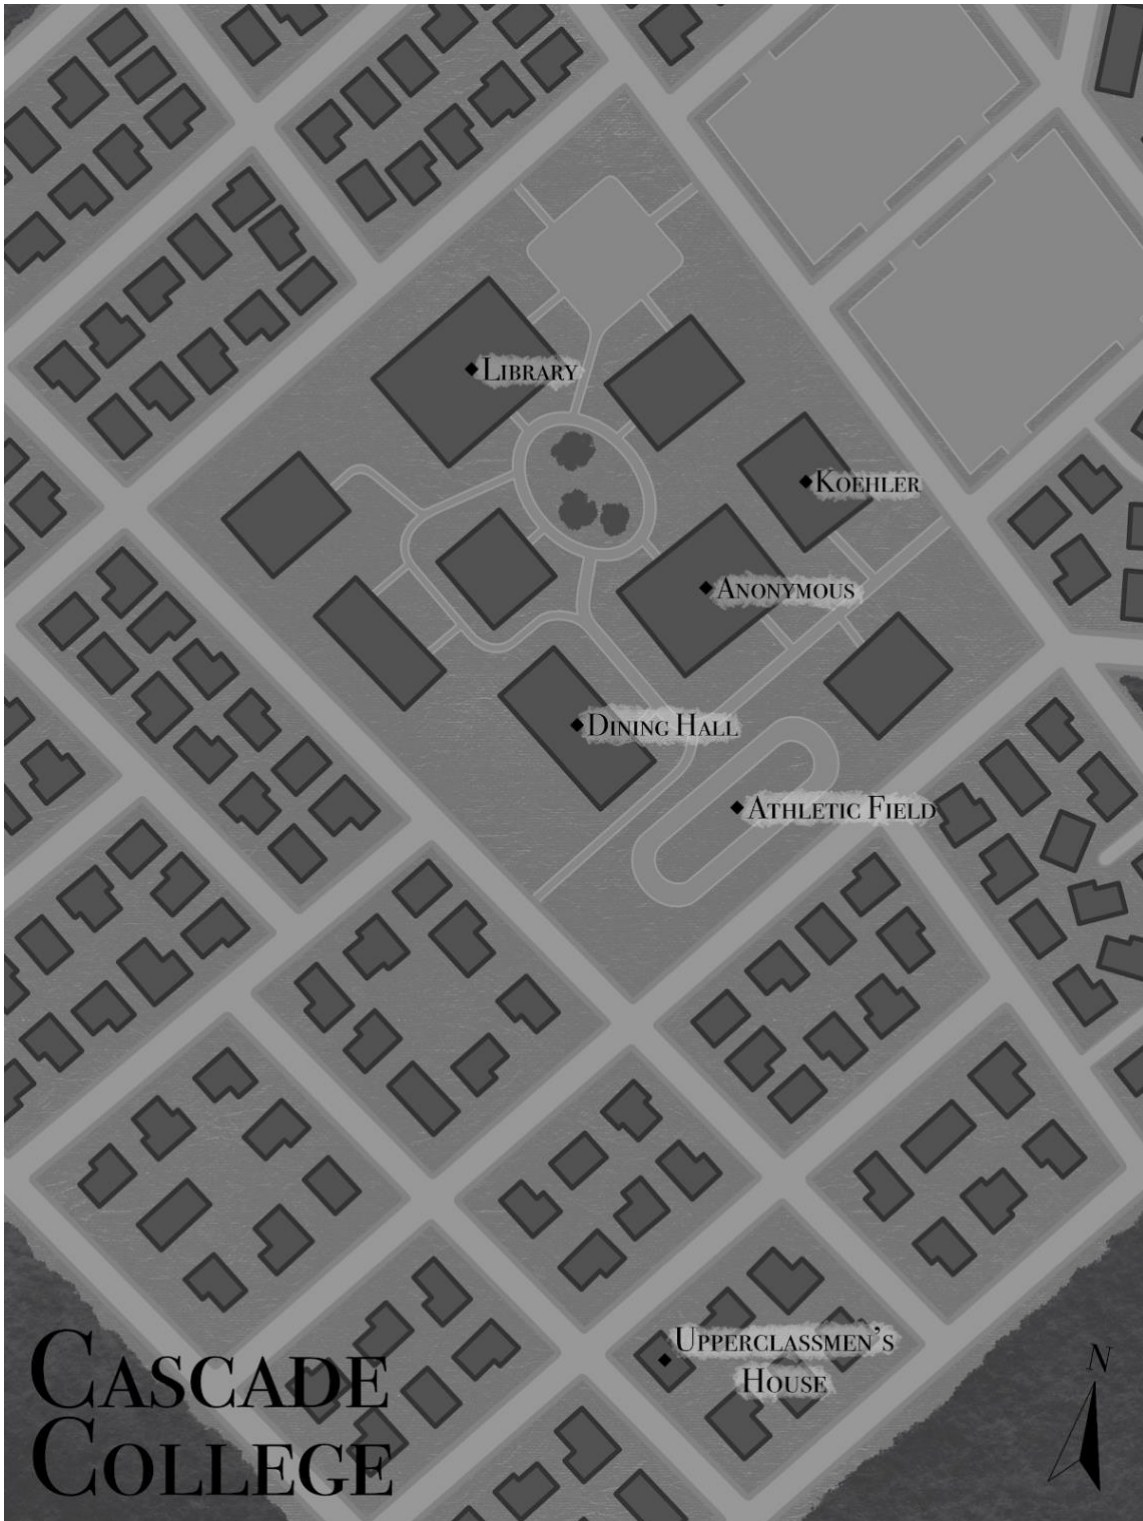 Library
Koehler
Anonymous
Dining Hall
Athletic Field
Upperclassmen's
House
Cascade
College
N